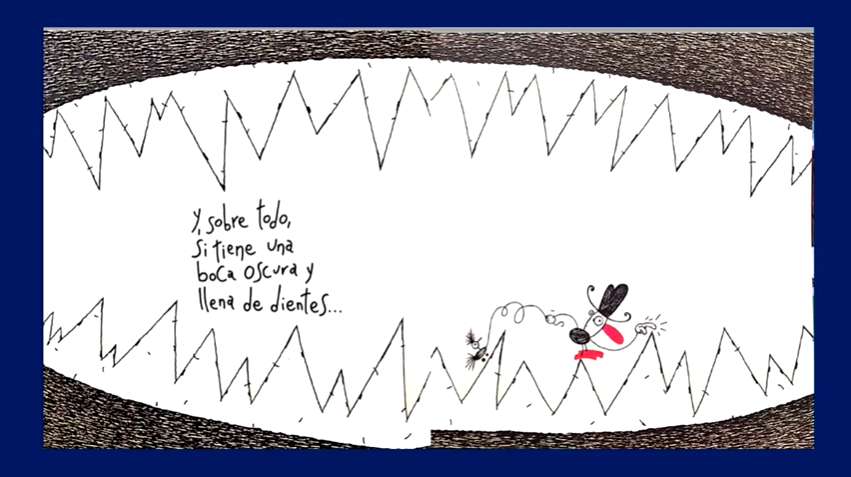 Y, sobre todo,
si tiene una
boca oscura y
llena de dientes...